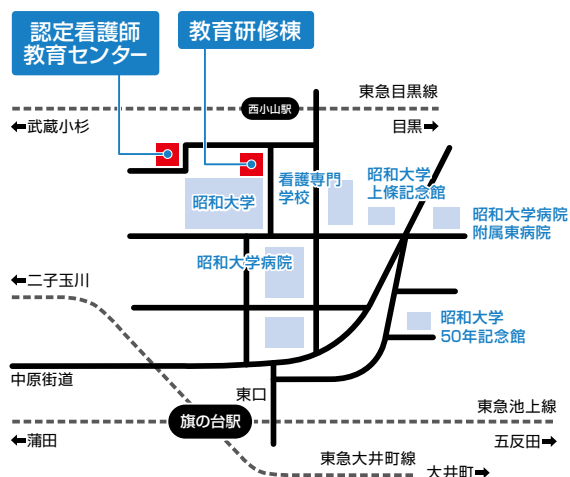 認定看護師
教育センター
教育研修棟
東急目黒線
西小山駅
←武蔵小杉
目黒→
看護専門
学校
昭和大学
上條記念館
昭和大学
昭和大学病院
附属東病院
昭和大学病院
←二子玉川
昭和大学
50年記念館
中原街道
東口
東急池上線
旗の台駅
←蒲田
五反田→
東急大井町線
大井町→